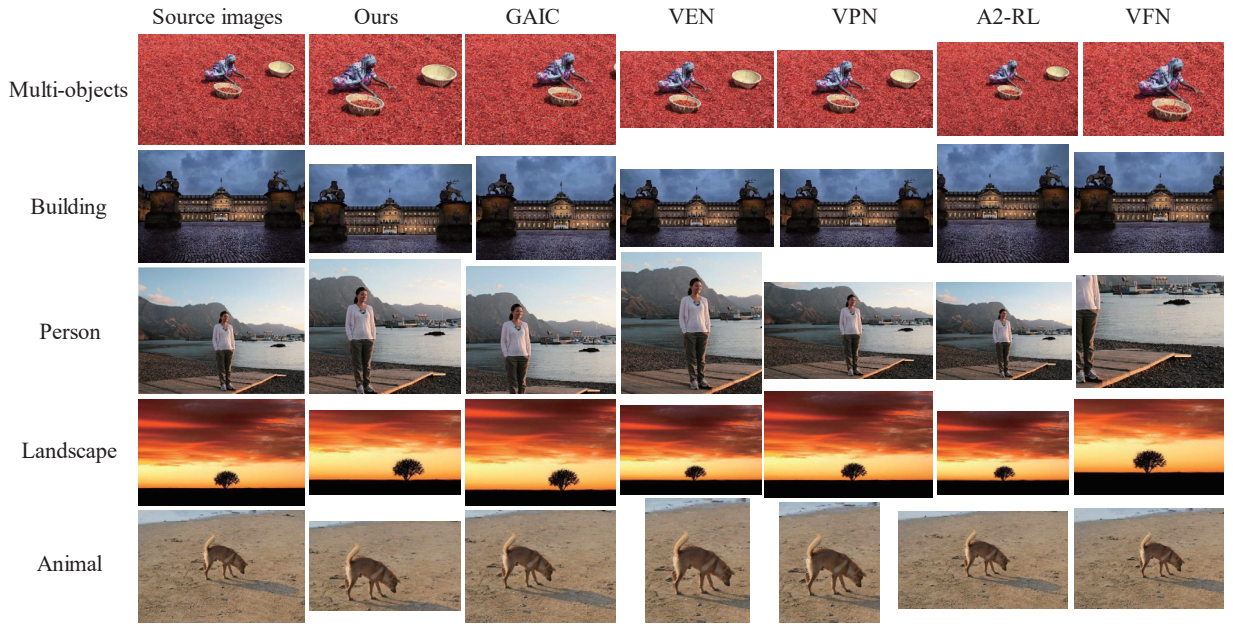 Source images Ours GAIC VEN VPN A2-RL VFN
Multi-objects
Building
Person
Landscape
Animal